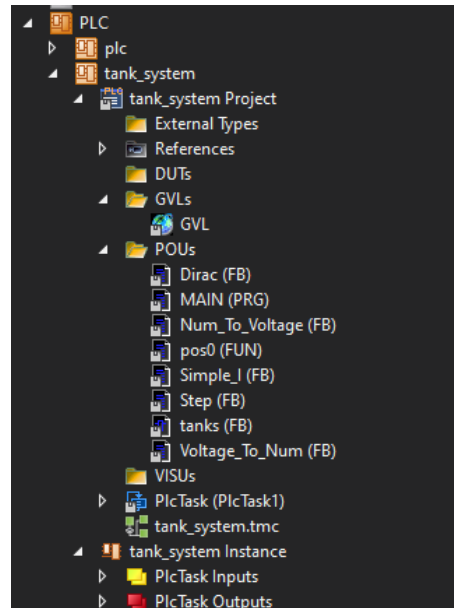 PLC
plc
tank_system
tank_system Project
External Types
References
DUTs
GVLs
GVL
POUs
Dirac (FB)
MAIN (PRG)
Num_To_Voltage (FB)
pos0 (FUN)
Simple_I (FB)
Step (FB)
tanks (FB)
Voltage_To_Num (FB)
VISUs
PlcTask (PlcTask1)
tank_system.tmc
tank_system Instance
PlcTask Inputs
PlcTask Outputs